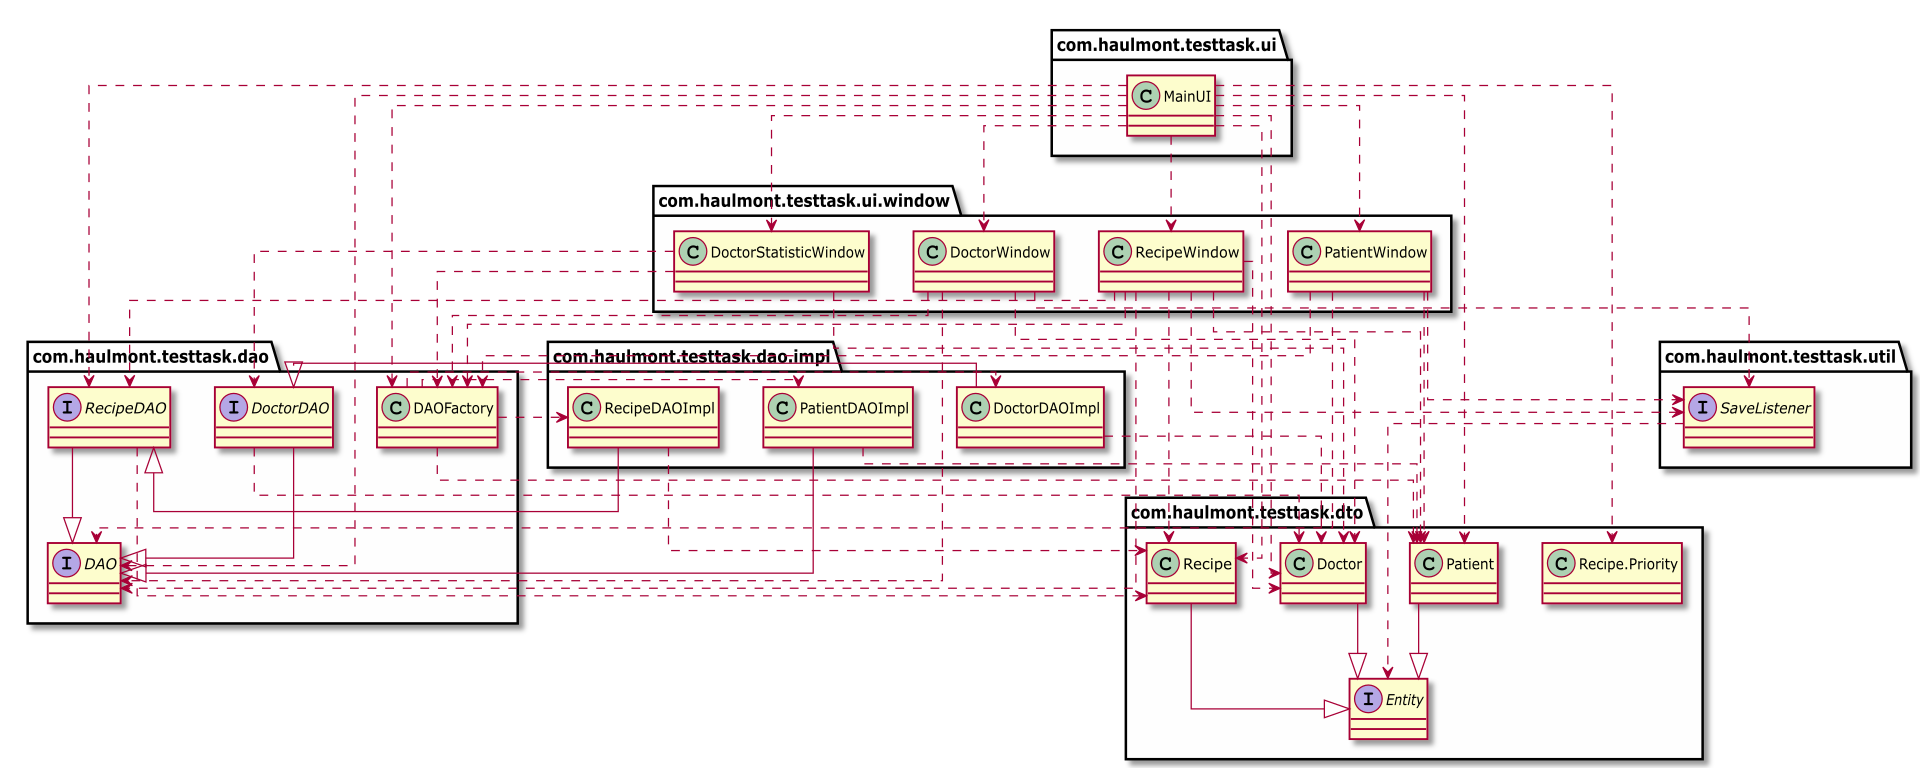 com.haulmont.testtask.ui
C MainUI
com.haulmont.testtask.ui.window
C DoctorStatisticWindow
C DoctorWindow
C RecipeWindow
C PatientWindow
com.haulmont.testtask.dao
I RecipeDAO
I DoctorDAO
C DAOFactory
I DAO
com.haulmont.testtask.dao.impl
C RecipeDAOImpl
C PatientDAOImpl
C DoctorDAOImpl
com.haulmont.testtask.util
I SaveListener
com.haulmont.testtask.dto
C Recipe
C Doctor
C Patient
C Recipe.Priority
I Entity